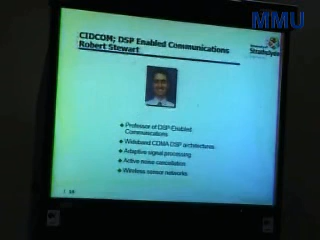 MMU
CIDCOM; DSP Enabled Communications
Robert Stewart
Strathclyde
Professor of DSP-Enabled
Communications
Wideband CDMA DSP architectures
Adaptive signal processing
Active noise cancellation
Wireless sensor networks